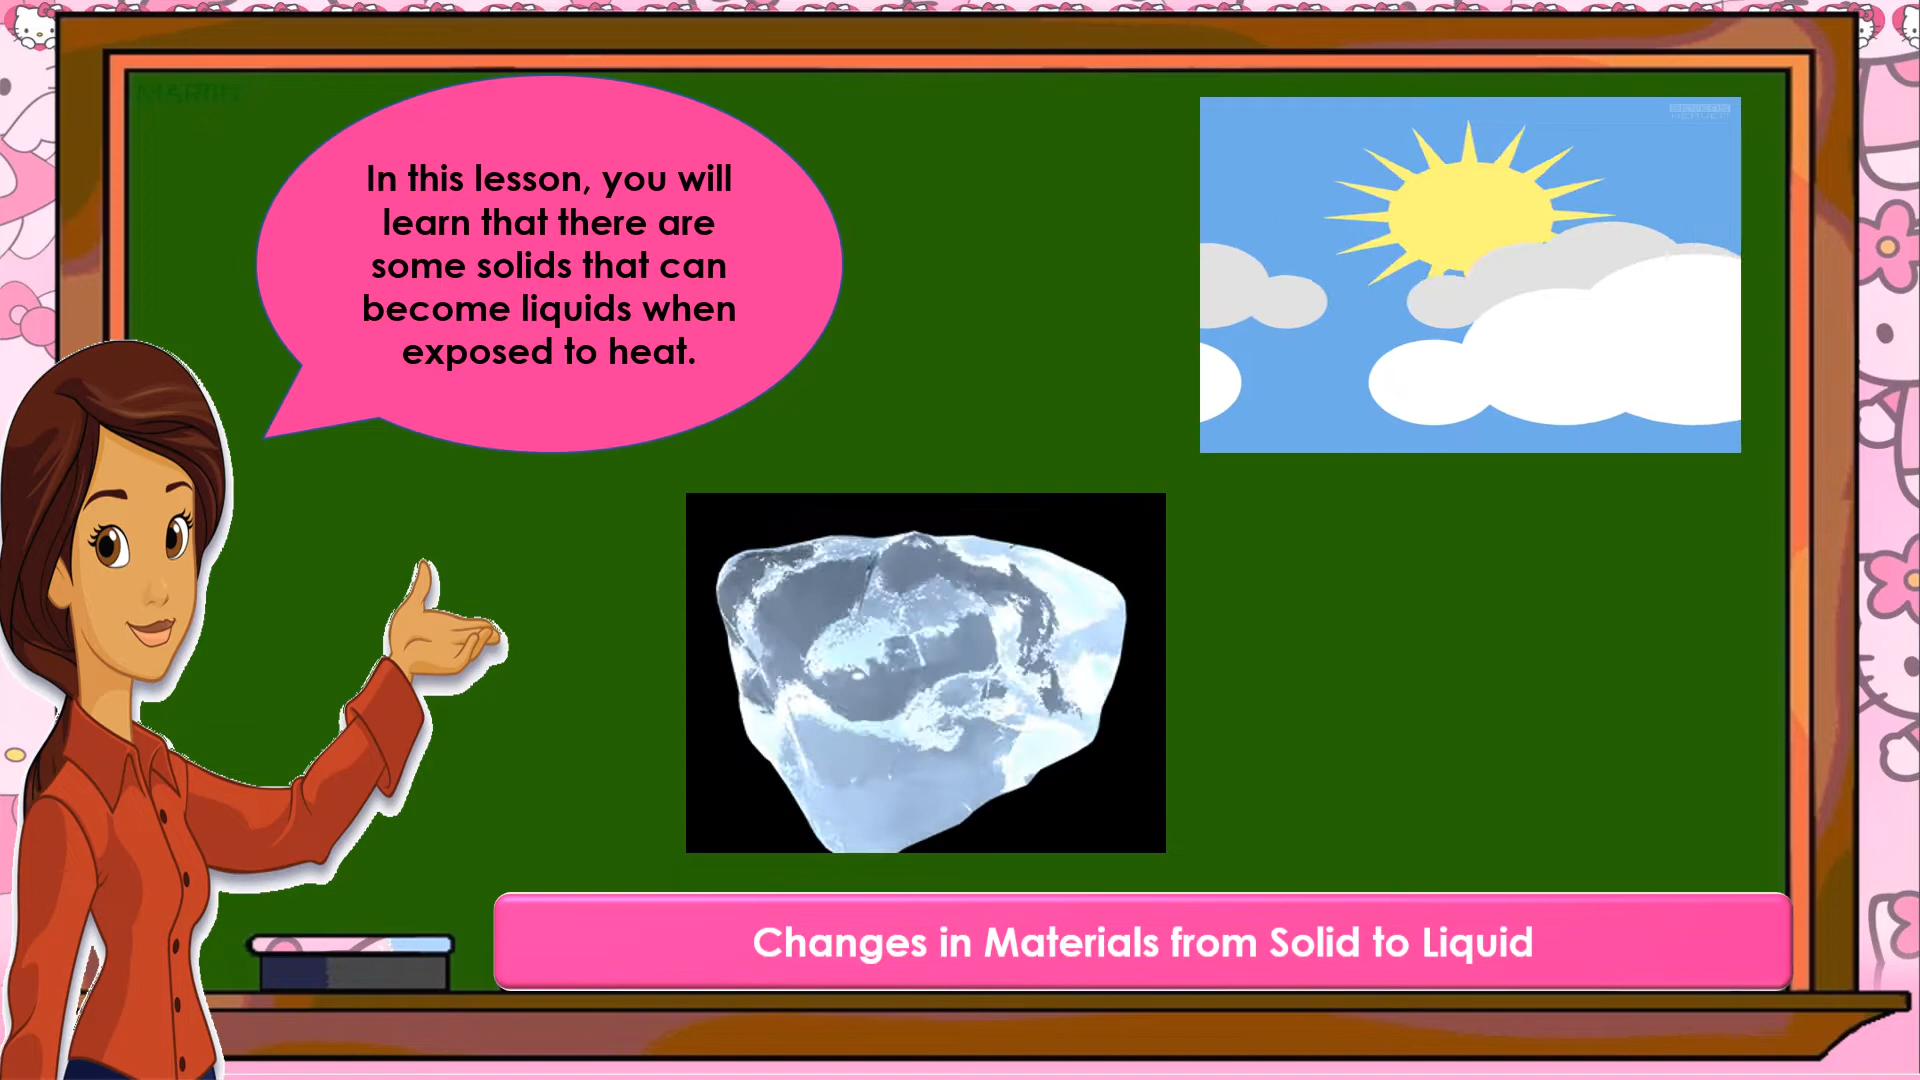 In this lesson, you will
learn that there are
some solids that can
become liquids when
exposed to heat.
Changes in Materials from Solid to Liquid